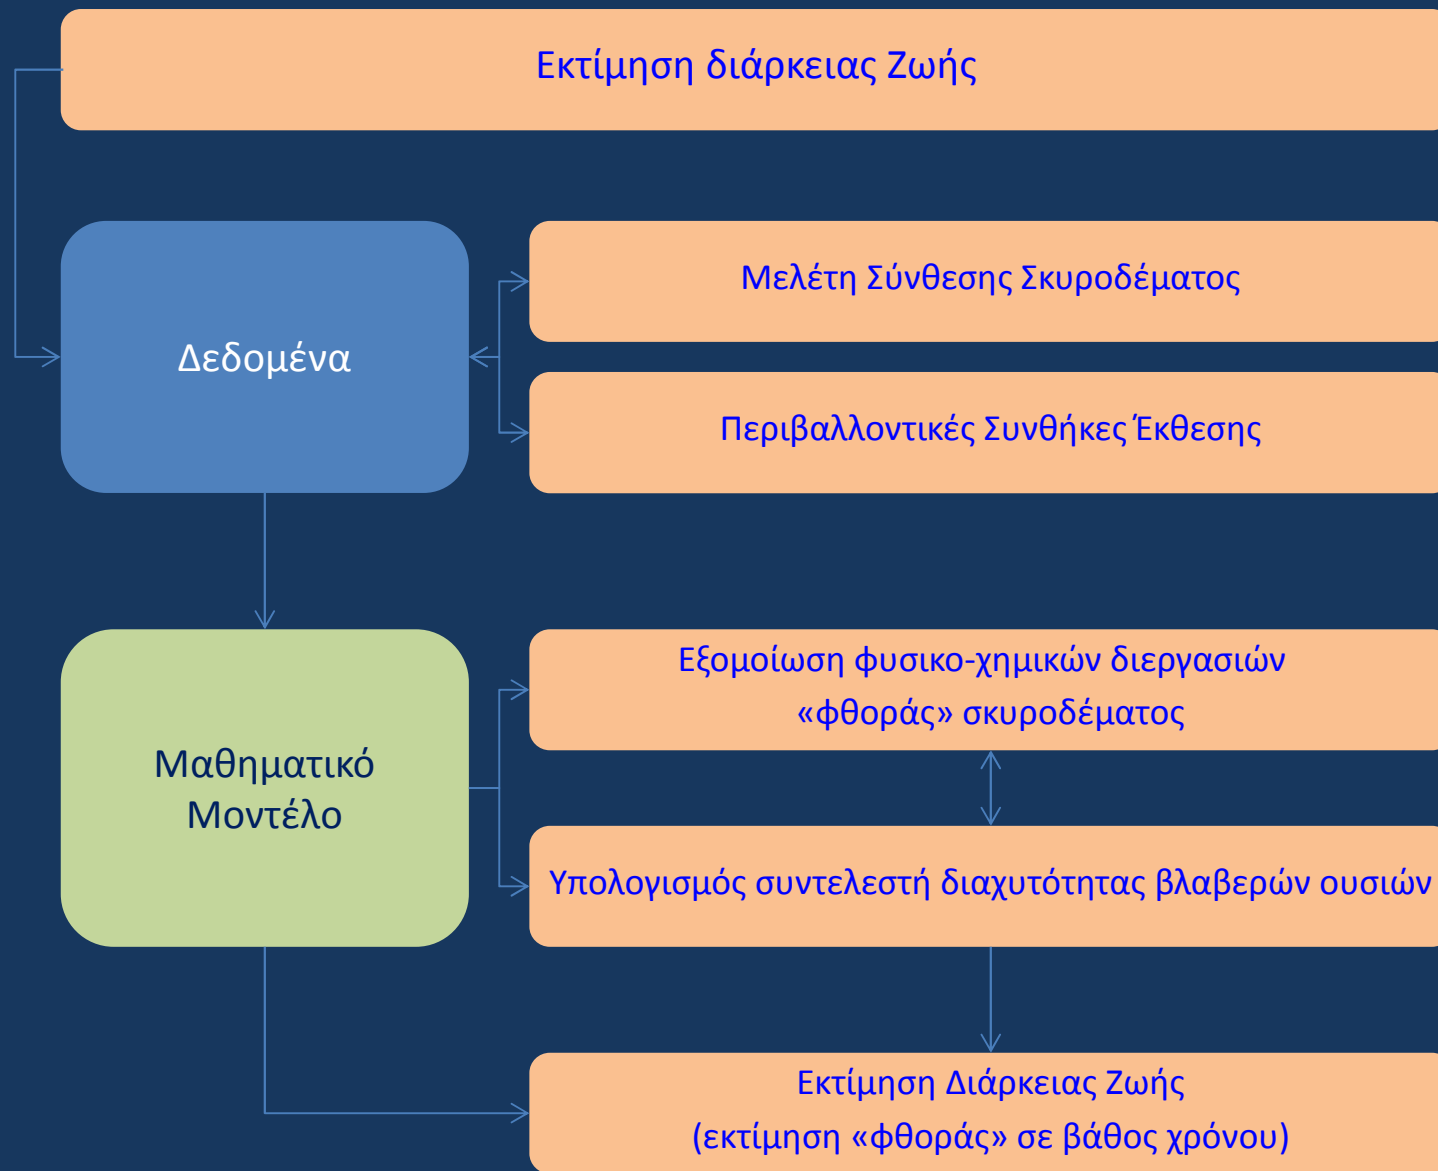 Εκτίμηση διάρκειας Ζωής
Δεδομένα
Μελέτη Σύνθεσης Σκυροδέματος
Περιβαλλοντικές Συνθήκες Έκθεσης
Μαθηματικό
Μοντέλο
Εξομοίωση φυσικο-χημικών διεργασιών
«φθοράς» σκυροδέματος
Υπολογισμός συντελεστή διαχυτότητας βλαβερών ουσιών
Εκτίμηση Διάρκειας Ζωής
(εκτίμηση «φθοράς» σε βάθος χρόνου)